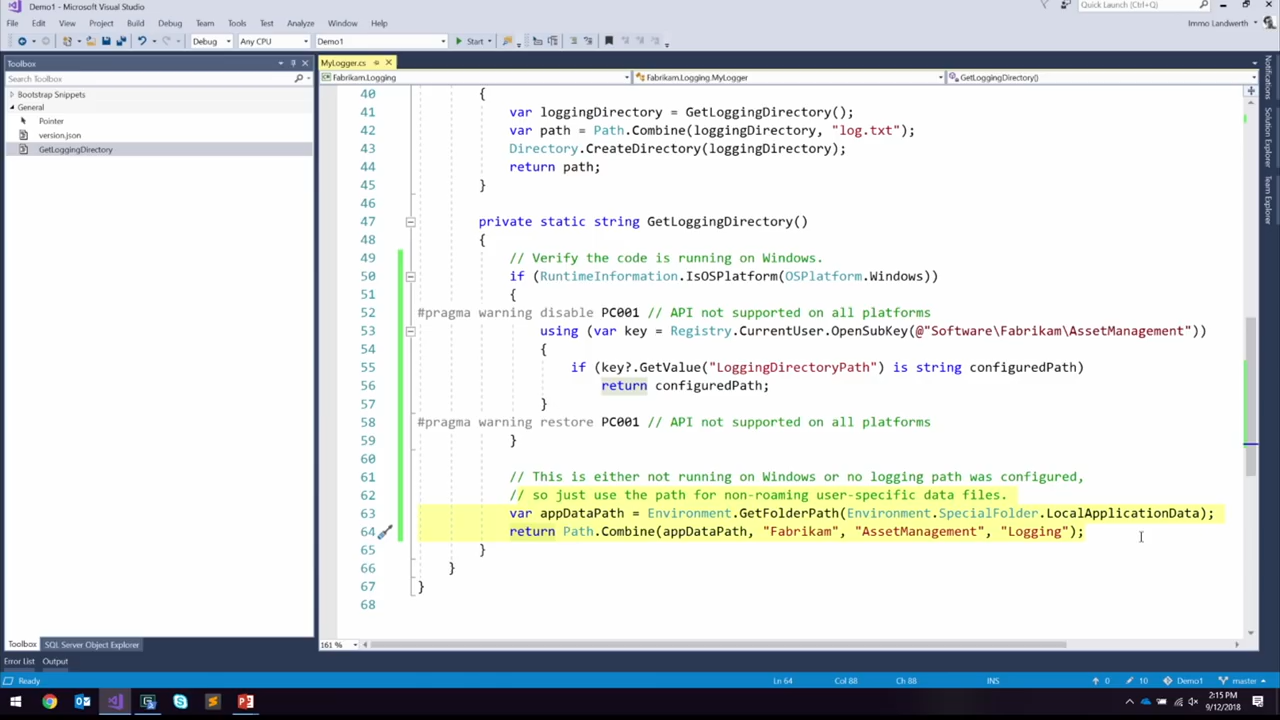 Demo1 - Microsoft Visual Studio
Quick Launch (Ctrl+Q)
File Edit View Project Build Debug Team Tools Test Analyze Window Help
Immo Landwerth
Debug Any CPU Demo1 Start
Toolbox
Search Toolbox
Bootstrap Snippets
General
Pointer
version.json
GetLoggingDirectory
MyLogger.cs
Fabrikam.Logging Fabrikam.Logging.MyLogger GetLoggingDirectory()
40 {
41 var loggingDirectory = GetLoggingDirectory();
42 var path = Path.Combine(loggingDirectory, "log.txt");
43 Directory.CreateDirectory(loggingDirectory);
44 return path;
45 }
46
47 private static string GetLoggingDirectory()
48 {
49 // Verify the code is running on Windows.
50 if (RuntimeInformation.IsOSPlatform(OSPlatform.Windows))
51 {
52 #pragma warning disable PC001 // API not supported on all platforms
53 using (var key = Registry.CurrentUser.OpenSubKey(@"Software\Fabrikam\AssetManagement"))
54 {
55 if (key?.GetValue("LoggingDirectoryPath") is string configuredPath)
56 return configuredPath;
57 }
58 #pragma warning restore PC001 // API not supported on all platforms
59 }
60
61 // This is either not running on Windows or no logging path was configured,
62 // so just use the path for non-roaming user-specific data files.
63 var appDataPath = Environment.GetFolderPath(Environment.SpecialFolder.LocalApplicationData);
64 return Path.Combine(appDataPath, "Fabrikam", "AssetManagement", "Logging");
65 }
66 }
67 }
68
161 %
Toolbox SQL Server Object Explorer
Error List Output
Ready Ln 64 Col 88 Ch 88 INS 0 10 Demo1 master
Notifications
Solution Explorer
Team Explorer
2:15 PM
9/12/2018